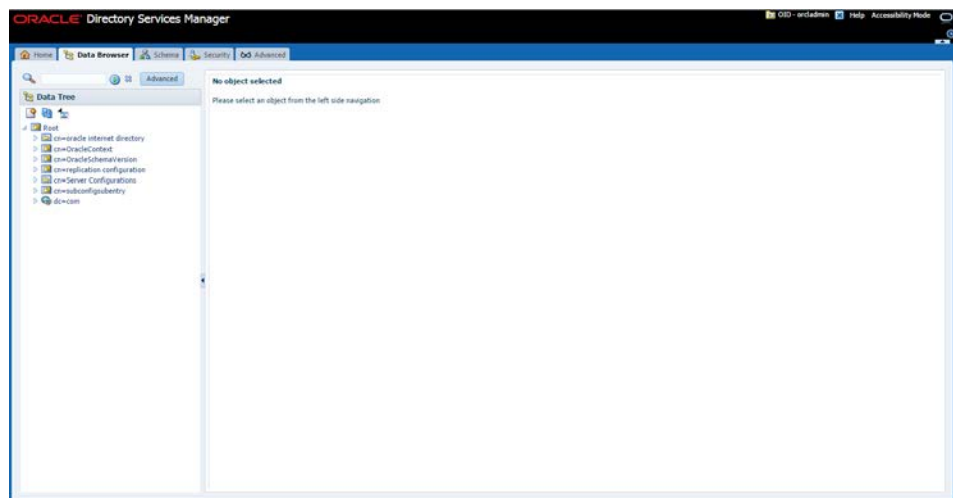 ORACLE Directory Services Manager
OID - orcladmin Help Accessibility Mode
Home Data Browser Schema Security Advanced
Advanced
Data Tree
Root
cn=oracle internet directory
cn=OracleContext
cn=OracleSchemaVersion
cn=replication configuration
cn=Server Configurations
cn=subconfigsubentry
dc=com
No object selected
Please select an object from the left side navigation